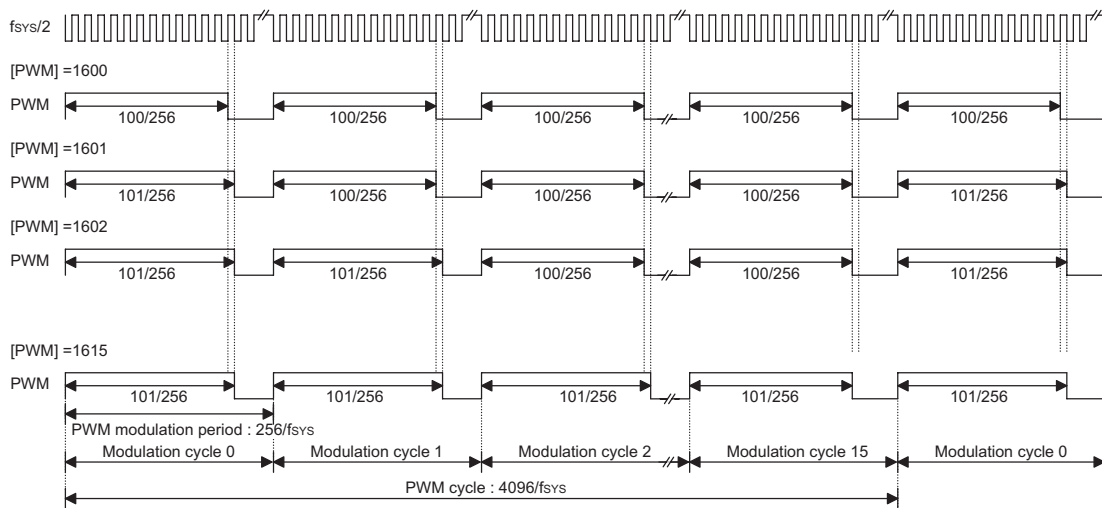 fSYS/2
[PWM] =1600
PWM
100/256 100/256 100/256 100/256 100/256
[PWM] =1601
PWM
101/256 100/256 100/256 100/256 101/256
[PWM] =1602
PWM
101/256 101/256 100/256 100/256 101/256
[PWM] =1615
PWM
101/256 101/256 101/256 101/256 101/256
PWM modulation period : 256/fSYS
Modulation cycle 0 Modulation cycle 1 Modulation cycle 2 Modulation cycle 15 Modulation cycle 0
PWM cycle : 4096/fSYS